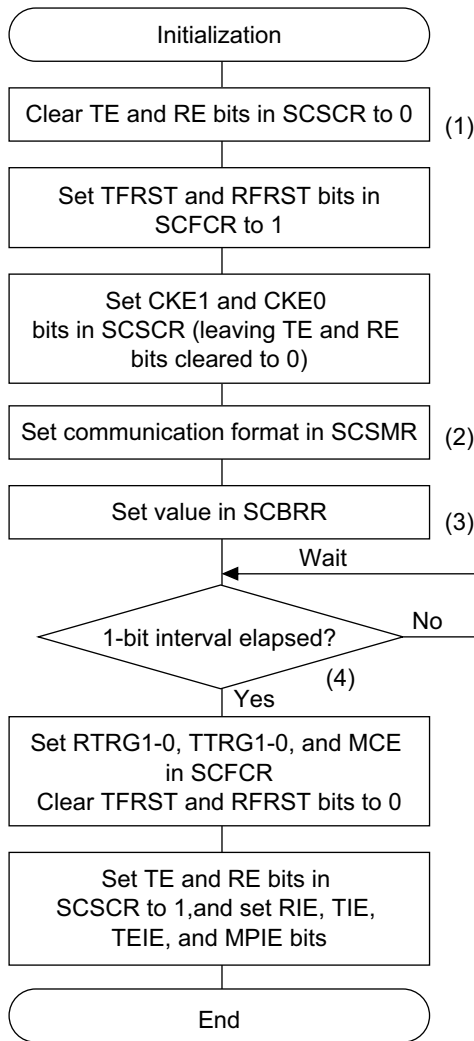 Initialization
Clear TE and RE bits in SCSCR to 0
(1)
Set TFRST and RFRST bits in
SCFCR to 1
Set CKE1 and CKE0
bits in SCSCR (leaving TE and RE
bits cleared to 0)
Set communication format in SCSMR
(2)
Set value in SCBRR
(3)
Wait
1-bit interval elapsed?
No
(4)
Yes
Set RTRG1-0, TTRG1-0, and MCE
in SCFCR
Clear TFRST and RFRST bits to 0
Set TE and RE bits in
SCSCR to 1,and set RIE, TIE,
TEIE, and MPIE bits
End